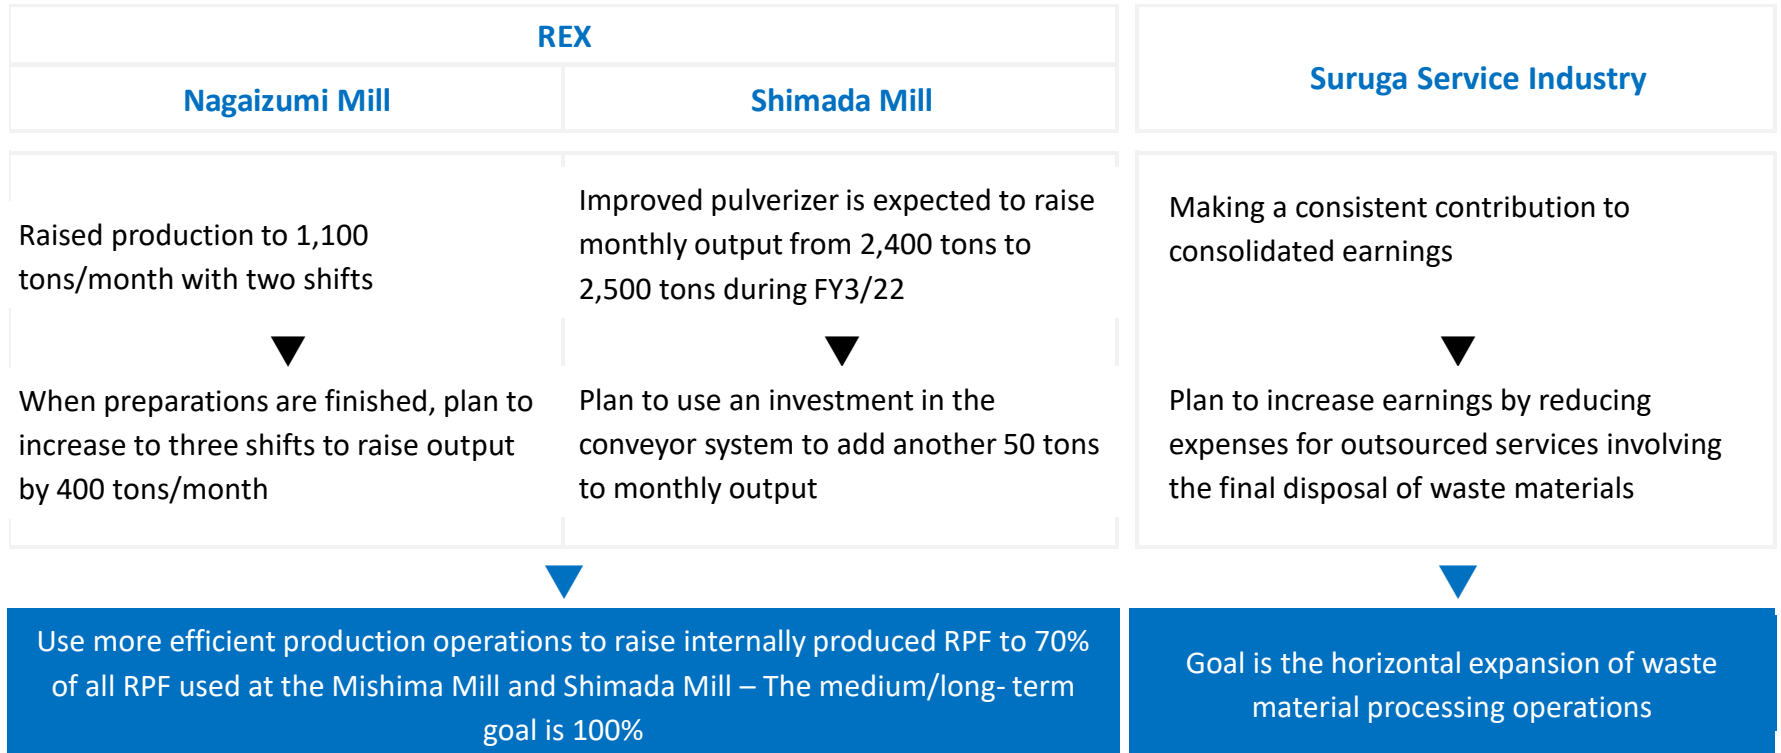 REX
Nagaizumi Mill
Shimada Mill
Suruga Service Industry
Raised production to 1,100
tons/month with two shifts
When preparations are finished, plan to
increase to three shifts to raise output
by 400 tons/month
Improved pulverizer is expected to raise
monthly output from 2,400 tons to
2,500 tons during FY3/22
Plan to use an investment in the
conveyor system to add another 50 tons
to monthly output
Making a consistent contribution to
consolidated earnings
Plan to increase earnings by reducing
expenses for outsourced services involving
the final disposal of waste materials
Use more efficient production operations to raise internally produced RPF to 70%
of all RPF used at the Mishima Mill and Shimada Mill – The medium/long- term
goal is 100%
Goal is the horizontal expansion of waste
material processing operations